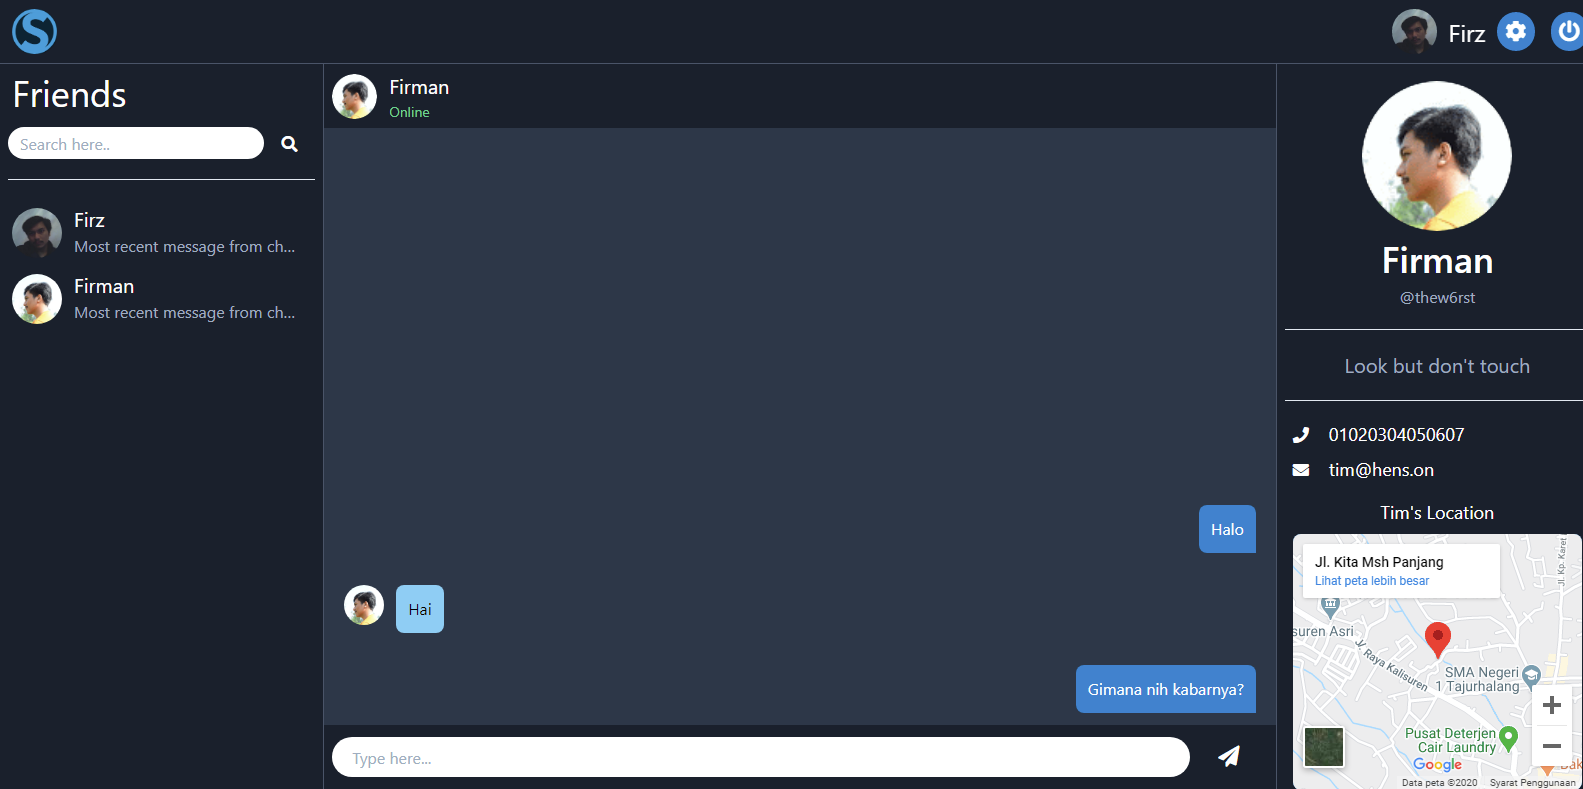 S
Firz
Friends
Search here..
Firz
Most recent message from ch...
Firman
Most recent message from ch...
Firman
Online
Halo
Hai
Gimana nih kabarnya?
Type here...
Firman
@thew6rst
Look but don't touch
01020304050607
tim@hens.on
Tim's Location
Jl. Kita Msh Panjang
Lihat peta lebih besar
Jl. Kp. Karet
suren Asri
Jl. Raya Kalisuren
SMA Negeri
1 Tajurhalang
Pusat Deterjen
Cair Laundry
Google
Bak
Data peta ©2020 Syarat Penggunaan